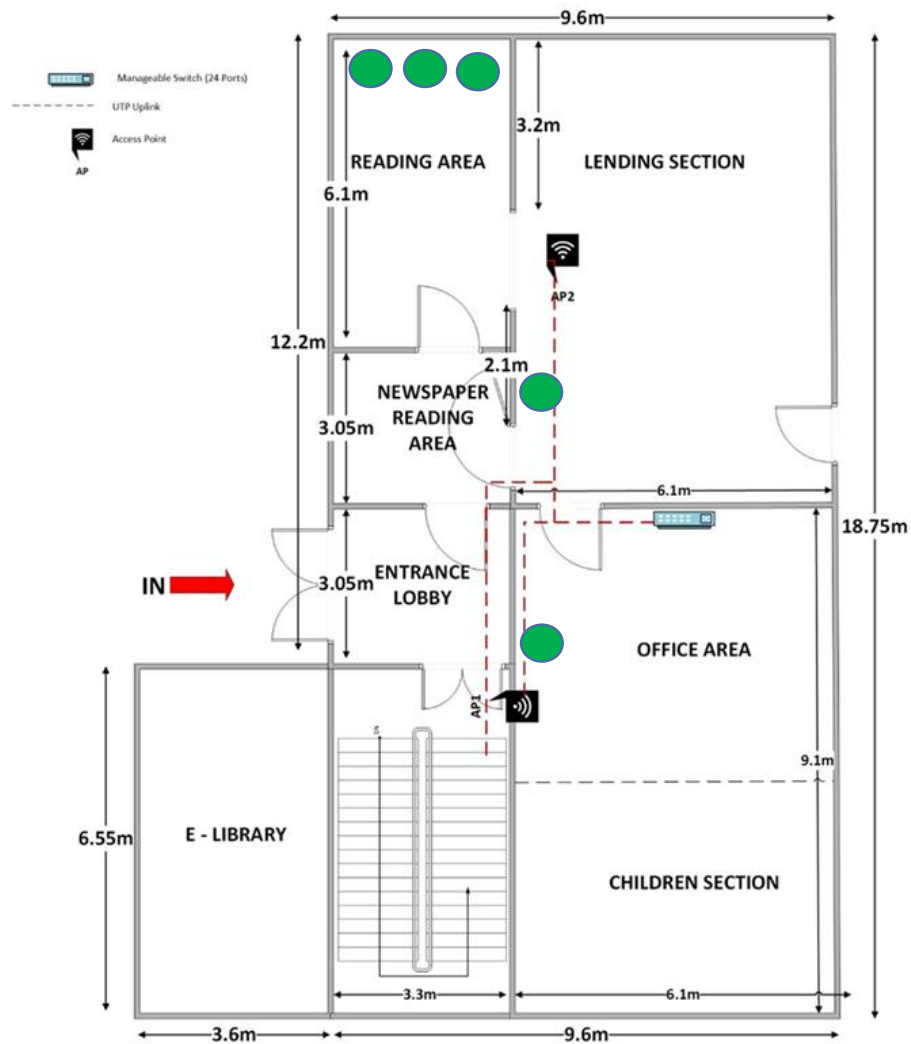 9.6m
Manageable Switch (24 Ports)
UTP Uplink
Access Point
AP
3.2m
READING AREA
LENDING SECTION
6.1m
AP2
12.2m
2.1m
NEWSPAPER
READING
AREA
3.05m
6.1m
18.75m
IN
3.05m
ENTRANCE
LOBBY
OFFICE AREA
AP1
9.1m
6.55m
E - LIBRARY
CHILDREN SECTION
3.3m
6.1m
3.6m
9.6m